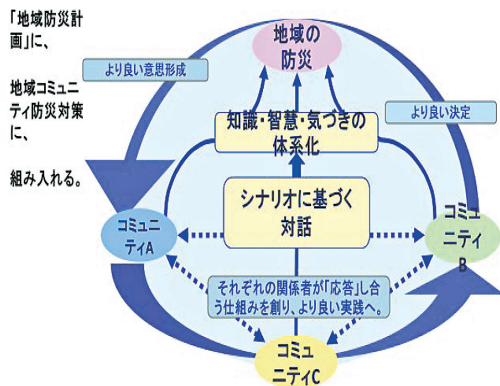 「地域防災計
画」に、
地域コミュニ
ティ防災対策
に、
組み入れる。
地域の
防災
より良い意思形成
より良い決定
知識・智慧・気づきの
体系化
シナリオに基づく
対話
コミュニ
ティA
コミュ
ニティ
B
それぞれの関係者が「応答」し合
う仕組みを創り、より良い実践へ。
コミュ
ニティC